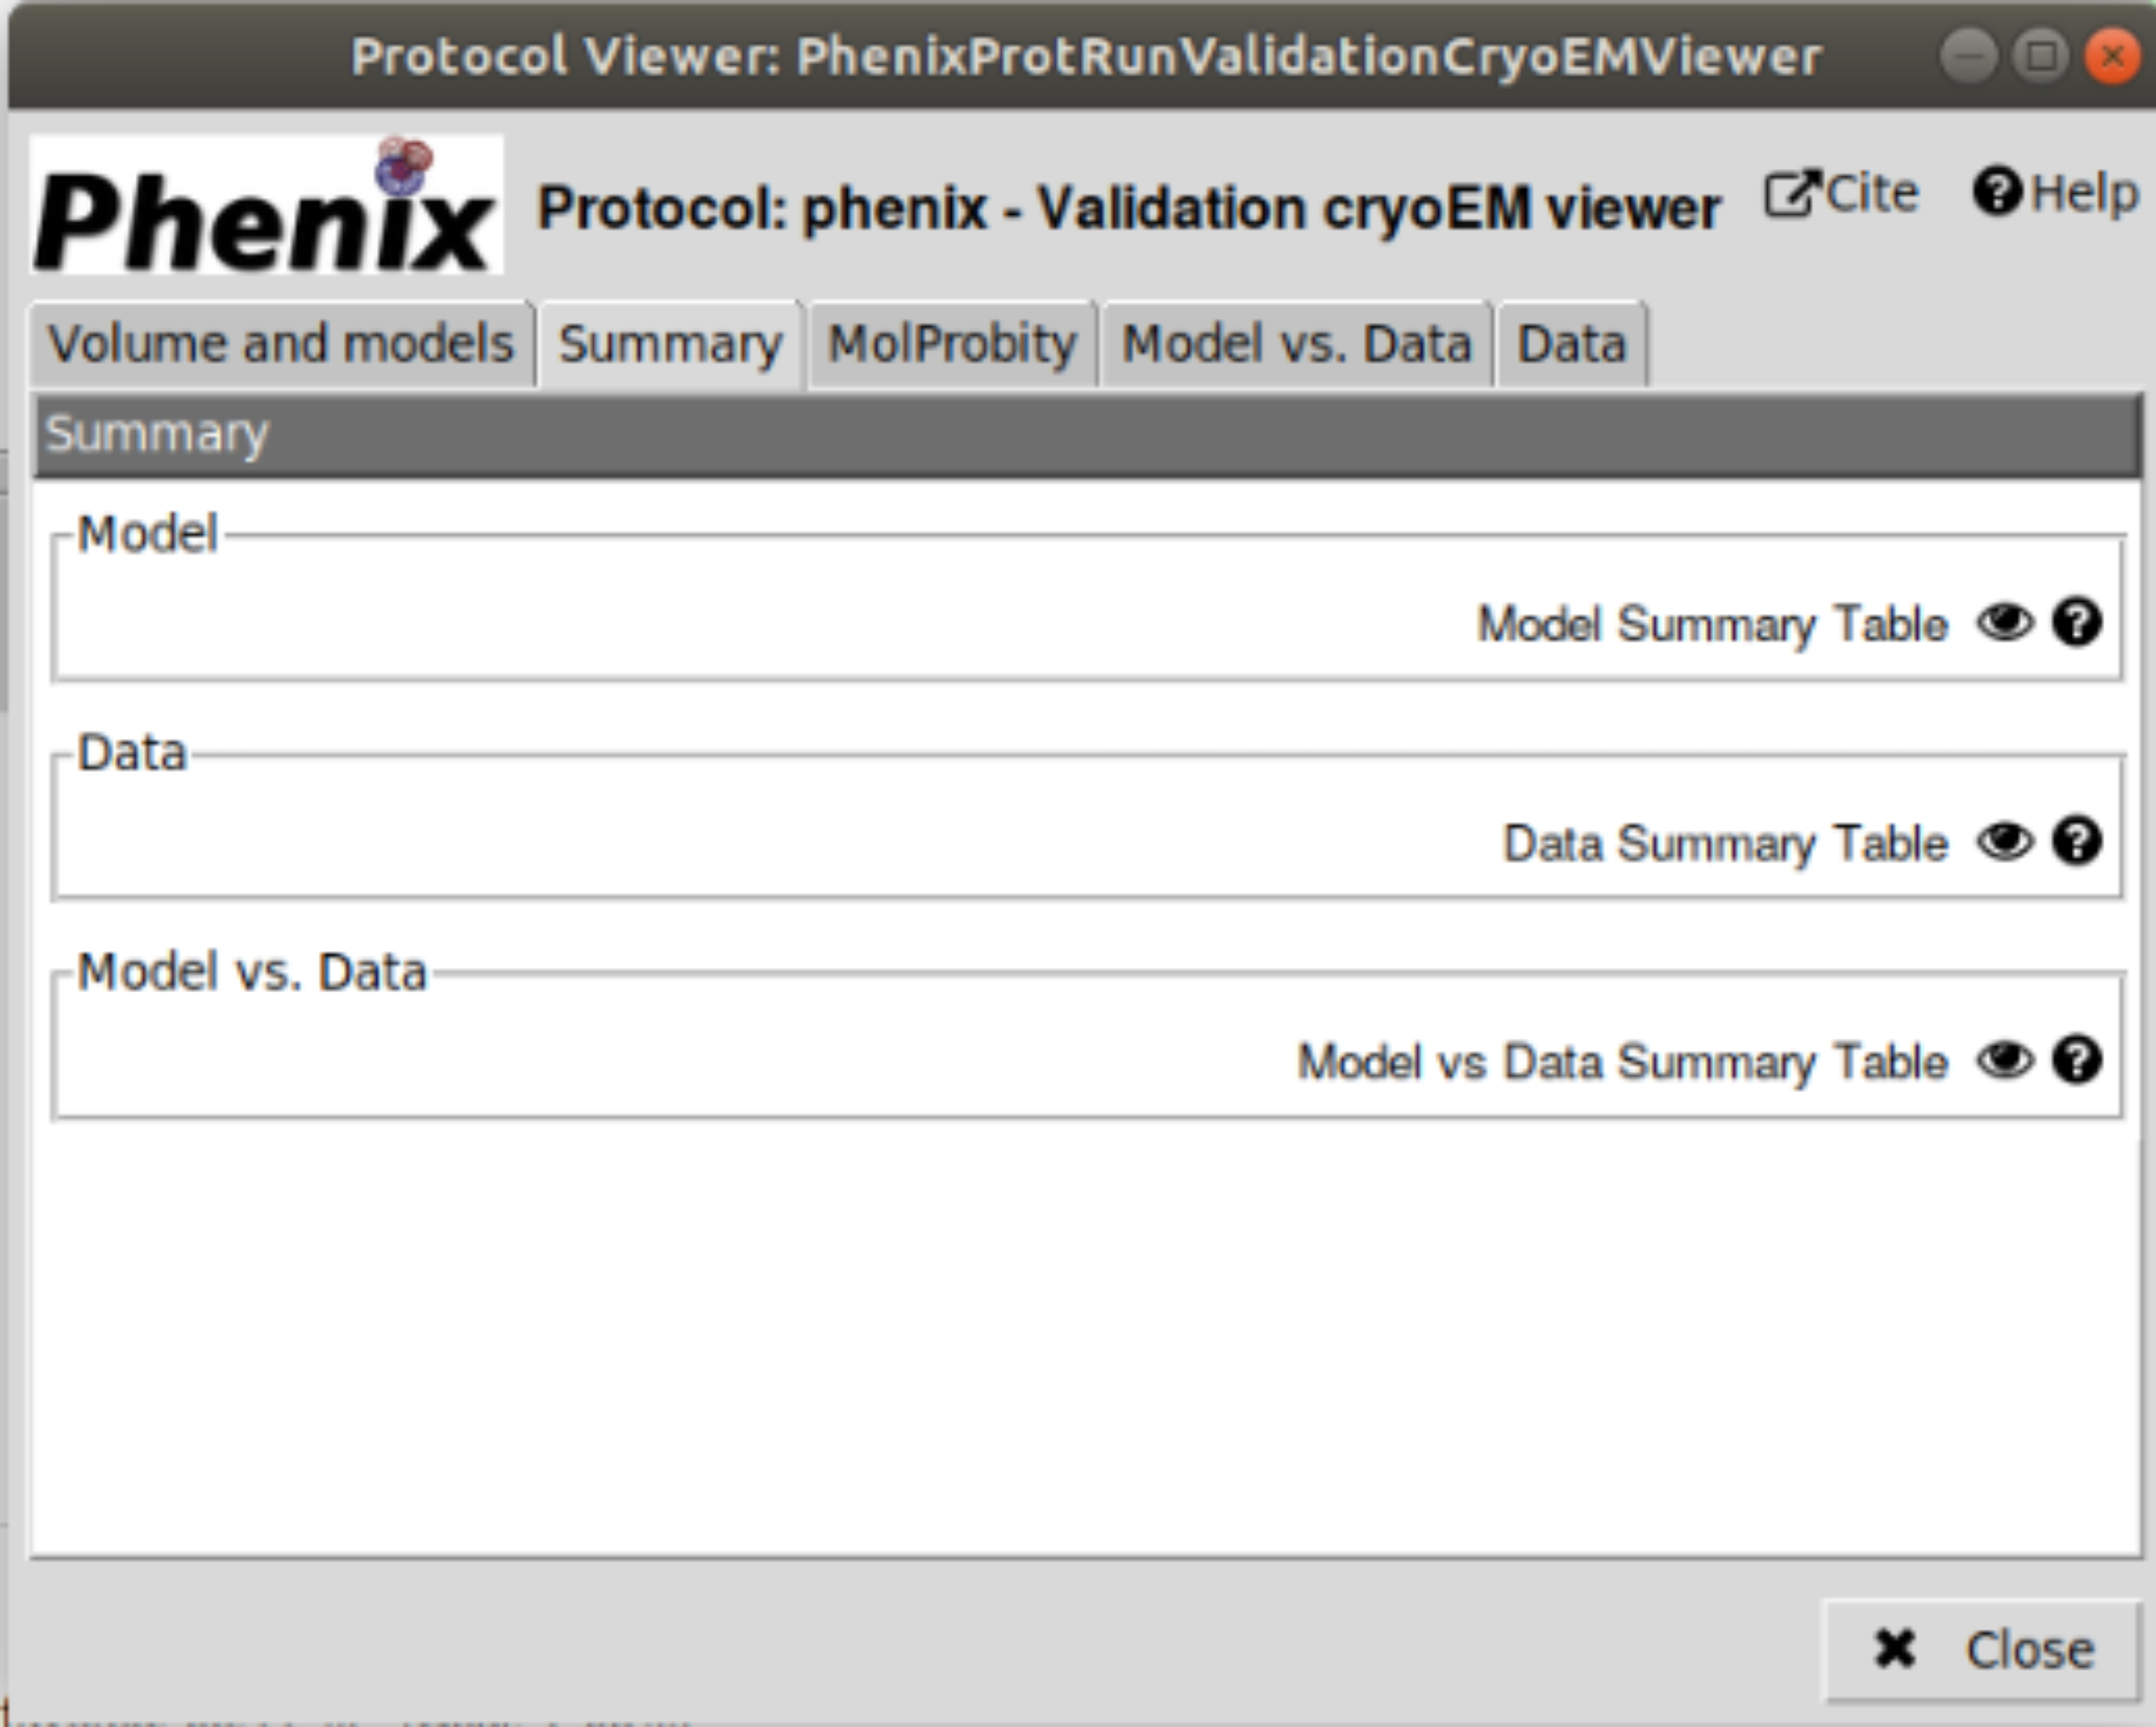 Protocol Viewer: PhenixProtRunValidationCryoEMViewer
Phenix Protocol: phenix - Validation cryoEM viewer Cite Help
Volume and models Summary MolProbity Model vs. Data Data
Summary
Model
Model Summary Table
Data
Data Summary Table
Model vs. Data
Model vs Data Summary Table
Close